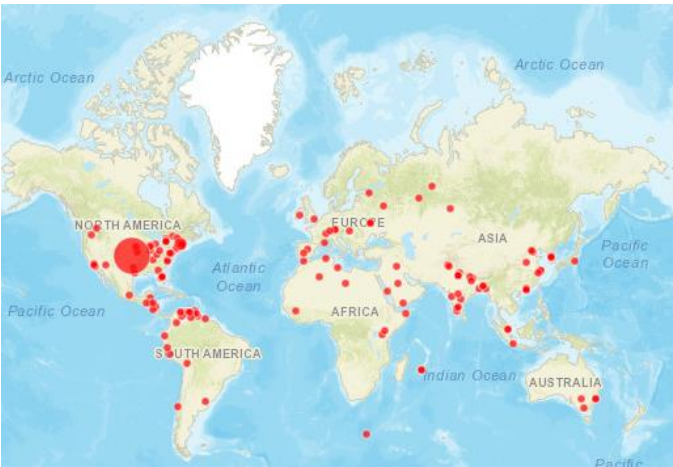 Arctic Ocean
Arctic Ocean
NORTH AMERICA
EUROPE
ASIA
Pacific
Ocean
Atlantic
Ocean
Pacific Ocean
AFRICA
SOUTH AMERICA
Indian Ocean
AUSTRALIA
Pacific